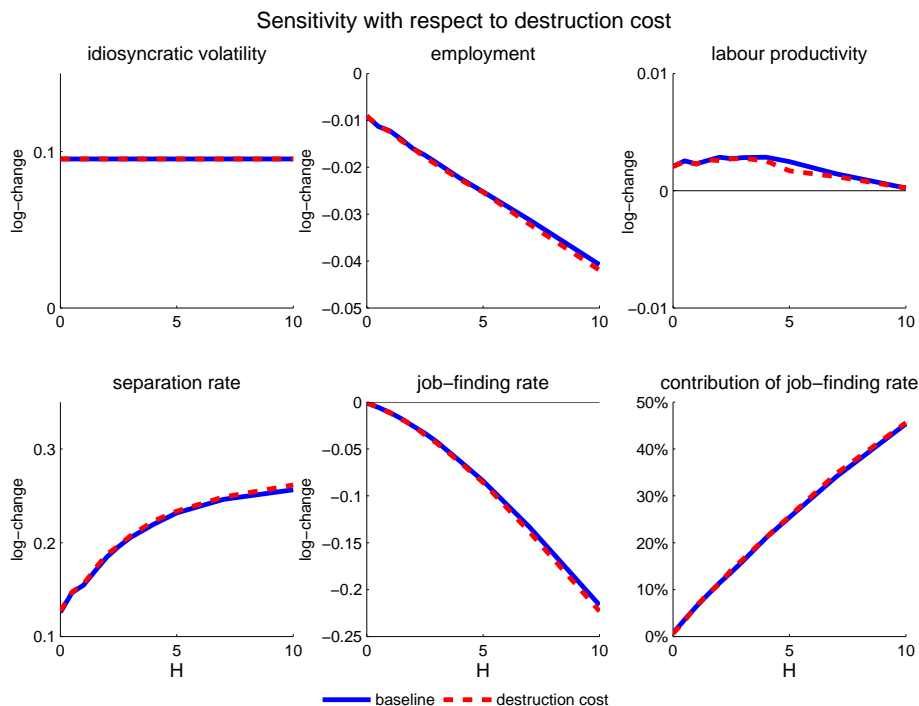 Sensitivity with respect to destruction cost
idiosyncratic volatility
log−change
0.1
0
0
5
10
employment
log−change
0
−0.01
−0.02
−0.03
−0.04
−0.05
0
5
10
labour productivity
log−change
0.01
0
−0.01
0
5
10
separation rate
log−change
0.3
0.2
0.1
0
5
10
H
job−finding rate
log−change
0
−0.05
−0.1
−0.15
−0.2
−0.25
0
5
10
H
contribution of job−finding rate
50%
40%
30%
20%
10%
0%
0
5
10
H
baseline
destruction cost